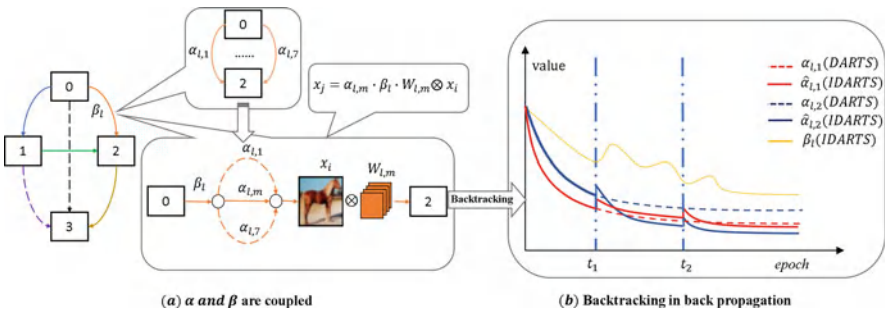 0
α_{l,1}
α_{l,7}
......
2
0
β_l
1
2
3
x_j = α_{l,m} · β_l · W_{l,m} ⊗ x_i
α_{l,1}
x_i
W_{l,m}
0
β_l
α_{l,m}
⊗
2
α_{l,7}
Backtracking
value
α_{l,1}(DARTS)
α̂_{l,1}(IDARTS)
α_{l,2}(DARTS)
α̂_{l,2}(IDARTS)
β_l(IDARTS)
t_1
t_2
epoch
(a) α and β are coupled
(b) Backtracking in back propagation